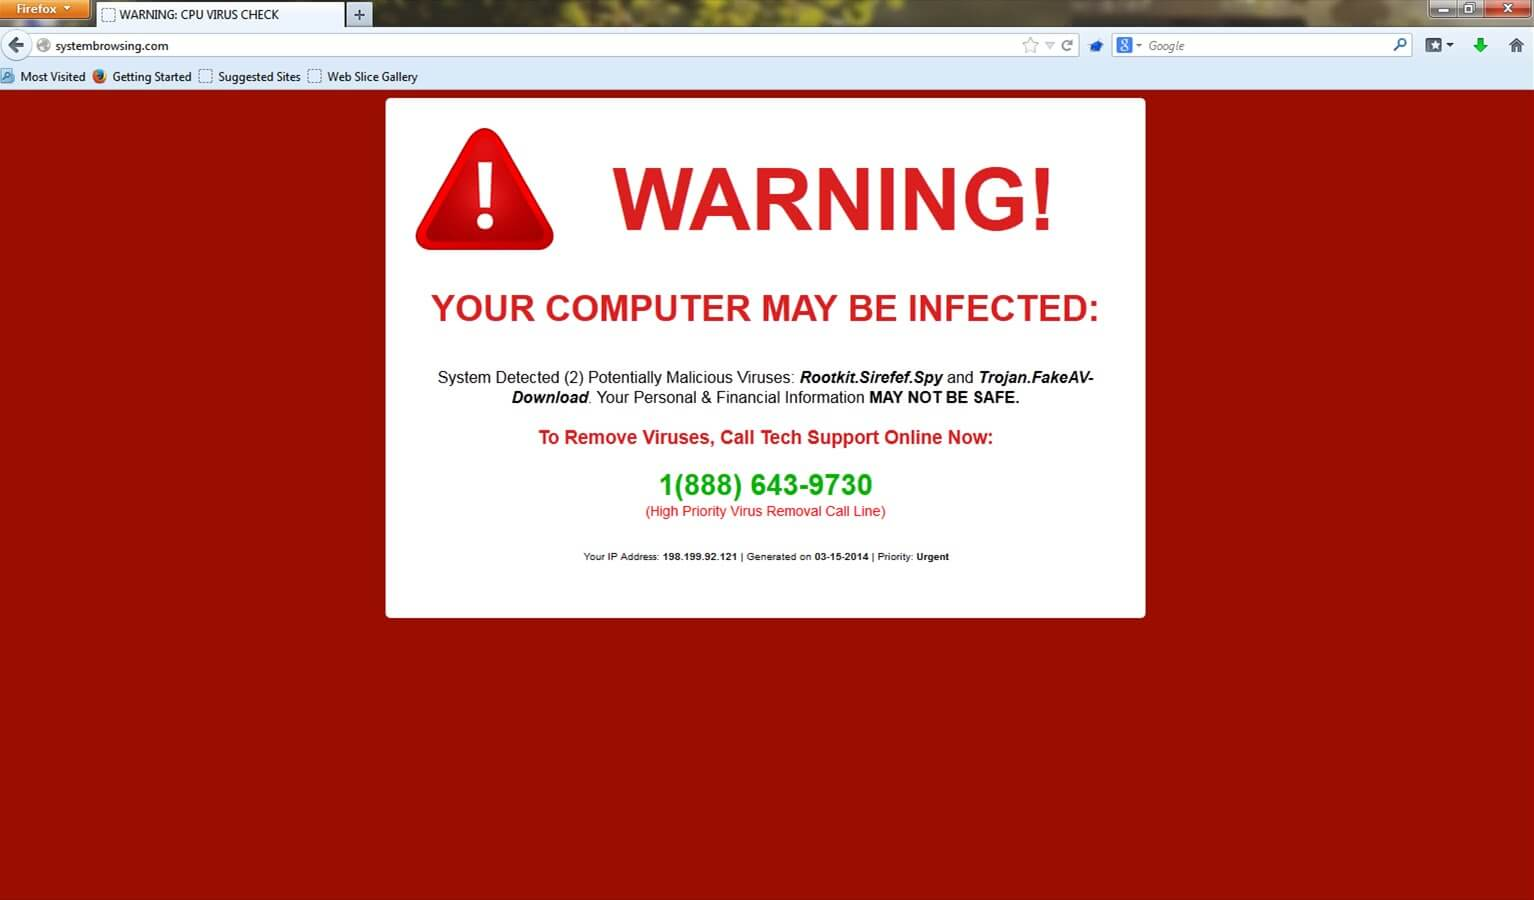 Firefox
WARNING: CPU VIRUS CHECK
systembrowsing.com
Google
Most Visited
Getting Started
Suggested Sites
Web Slice Gallery
WARNING!
YOUR COMPUTER MAY BE INFECTED:
System Detected (2) Potentially Malicious Viruses: Rootkit.Sirefef.Spy and Trojan.FakeAV-
Download. Your Personal & Financial Information MAY NOT BE SAFE.
To Remove Viruses, Call Tech Support Online Now:
1(888) 643-9730
(High Priority Virus Removal Call Line)
Your IP Address: 198.199.92.121 | Generated on 03-15-2014 | Priority: Urgent